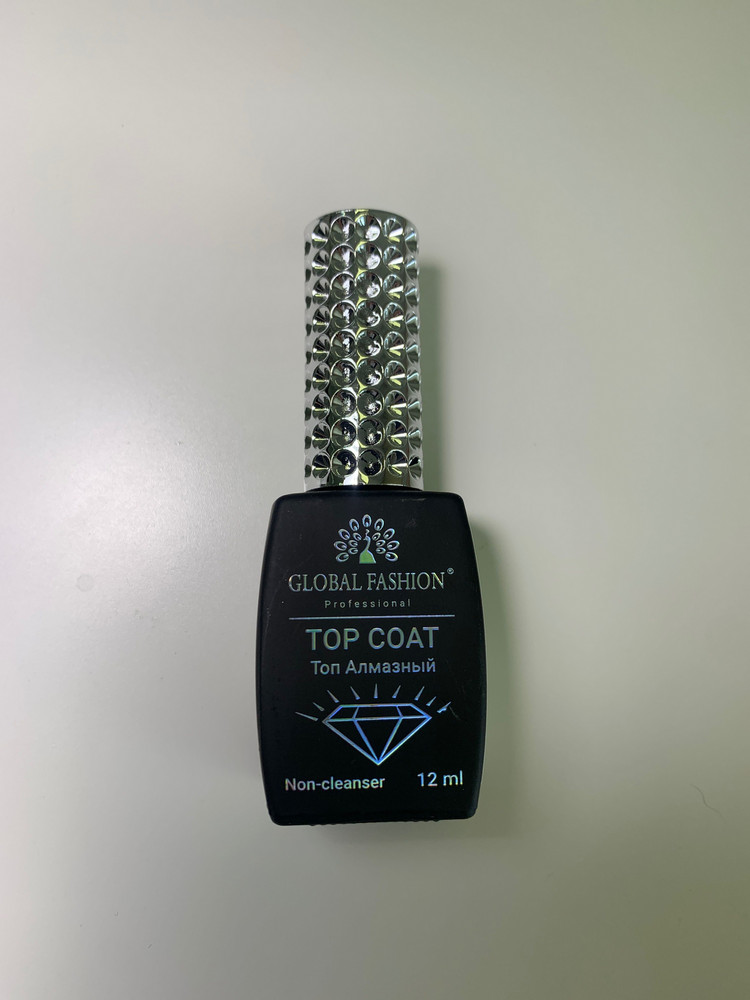 GLOBAL FASHION®
Professional
TOP COAT
Топ Алмазный
Non-cleanser 12 ml